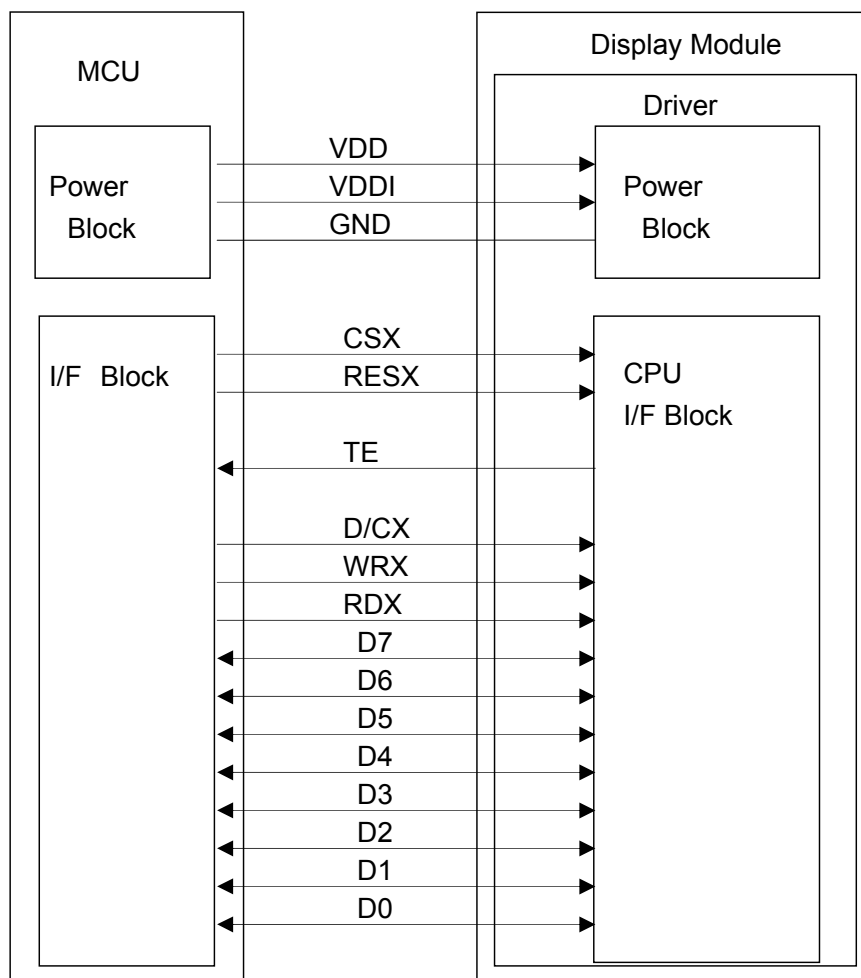 MCU
Display Module
Driver
Power
Block
VDD
VDDI
GND
Power
Block
I/F Block
CSX
RESX
TE
D/CX
WRX
RDX
D7
D6
D5
D4
D3
D2
D1
D0
CPU
I/F Block